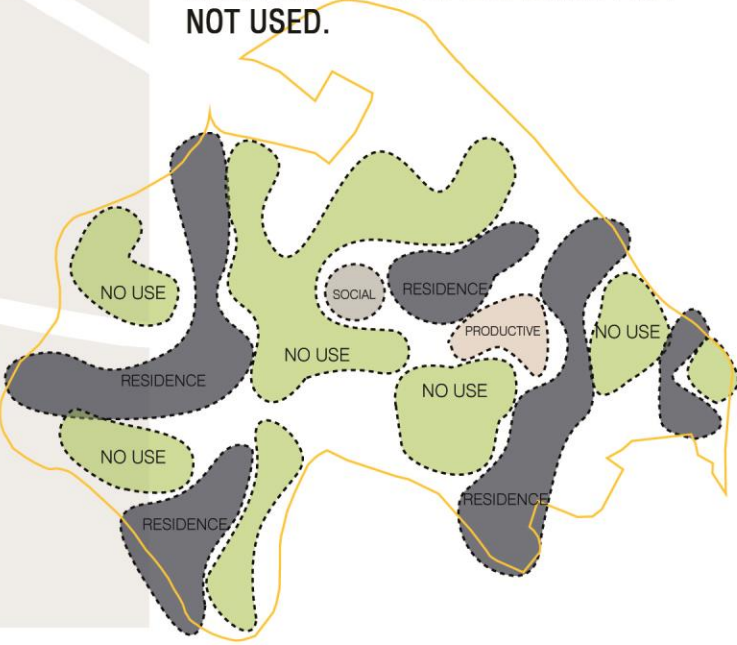 NOT USED.
NO USE
SOCIAL
RESIDENCE
PRODUCTIVE
NO USE
NO USE
RESIDENCE
NO USE
NO USE
RESIDENCE
RESIDENCE